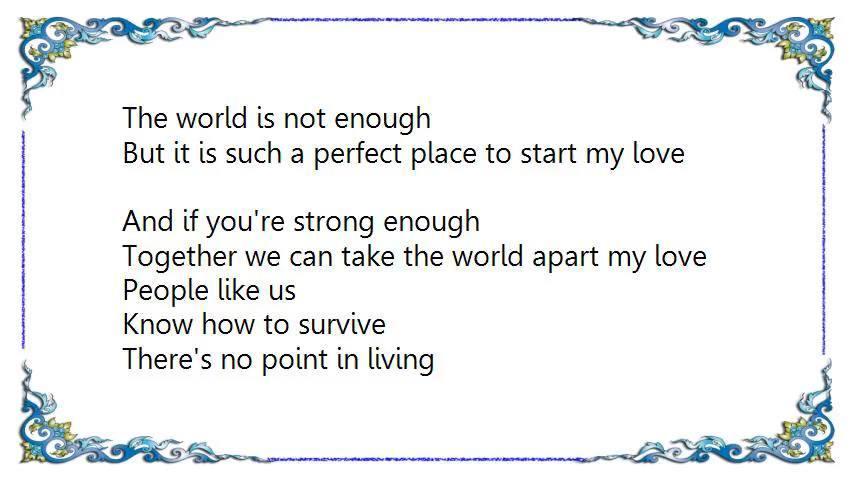 The world is not enough
But it is such a perfect place to start my love
And if you're strong enough
Together we can take the world apart my love
People like us
Know how to survive
There's no point in living